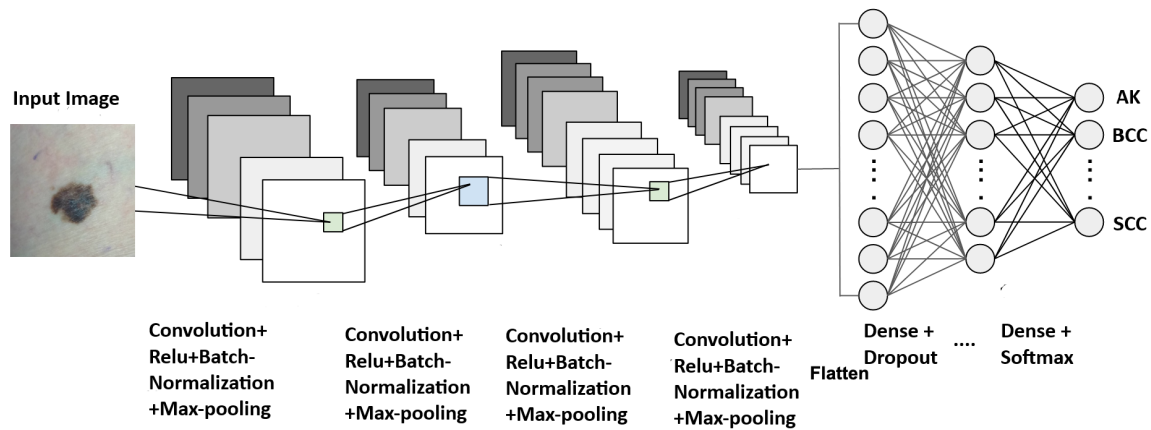 Input Image
AK
BCC
SCC
Convolution+
Relu+Batch-
Normalization
+Max-pooling
Convolution+
Relu+Batch-
Normalization
+Max-pooling
Convolution+
Relu+Batch-
Normalization
+Max-pooling
Convolution+
Relu+Batch-
Normalization
+Max-pooling
Flatten
Dense +
Dropout
....
Dense +
Softmax